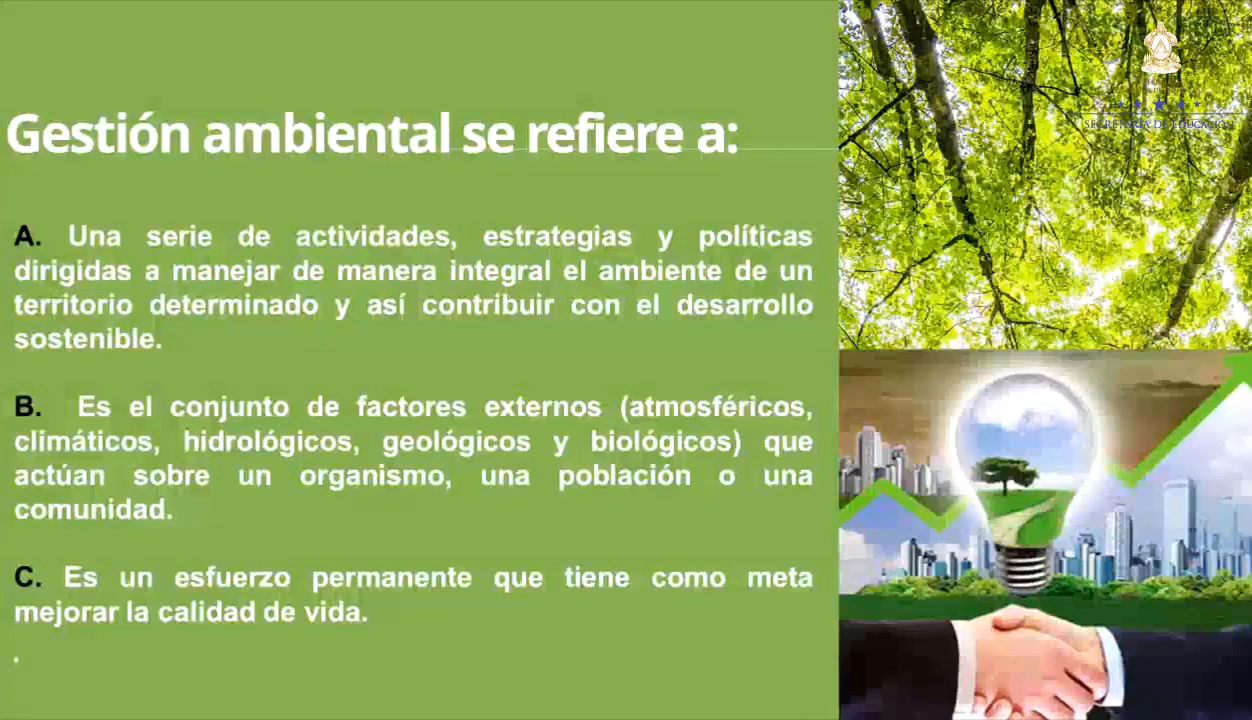 Gestión ambiental se refiere a:
A. Una serie de actividades, estrategias y políticas
dirigidas a manejar de manera integral el ambiente de un
territorio determinado y así contribuir con el desarrollo
sostenible.
B. Es el conjunto de factores externos (atmosféricos,
climáticos, hidrológicos, geológicos y biológicos) que
actúan sobre un organismo, una población o una
comunidad.
C. Es un esfuerzo permanente que tiene como meta
mejorar la calidad de vida.
.
SECRETARÍA DE EDUCACIÓN